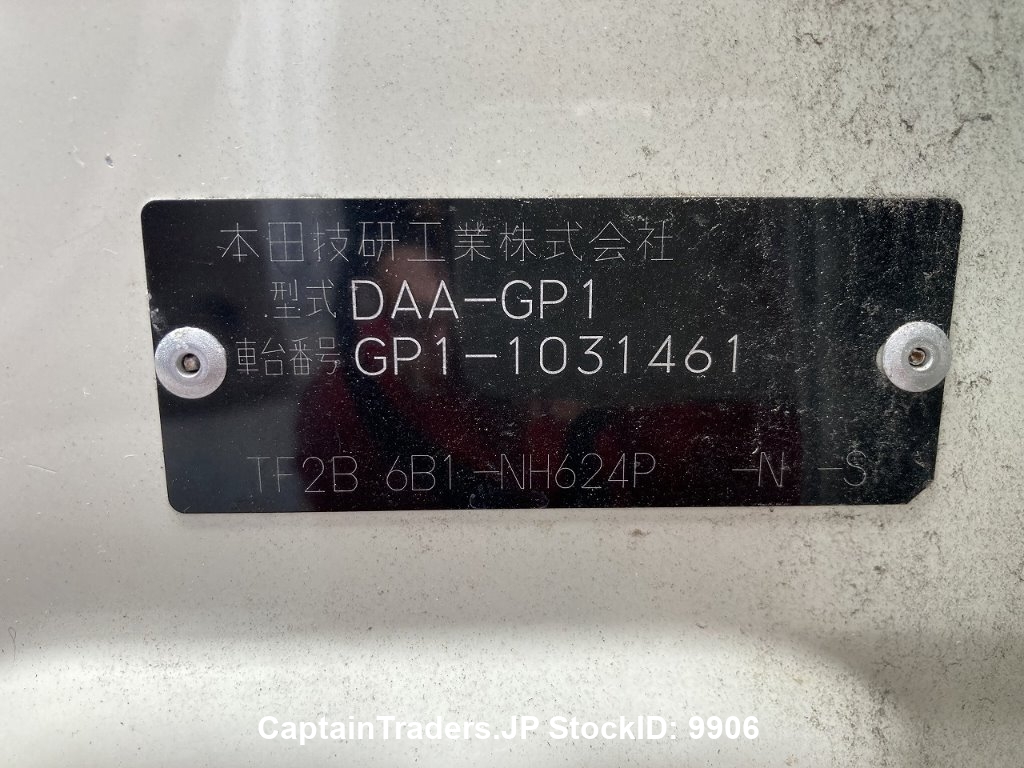 本田技研工業株式会社
型式 DAA-GP1
車台番号 GP1-1031461
TF2B 6B1-NH624P -N -S
CaptainTraders.JP StockID: 9906